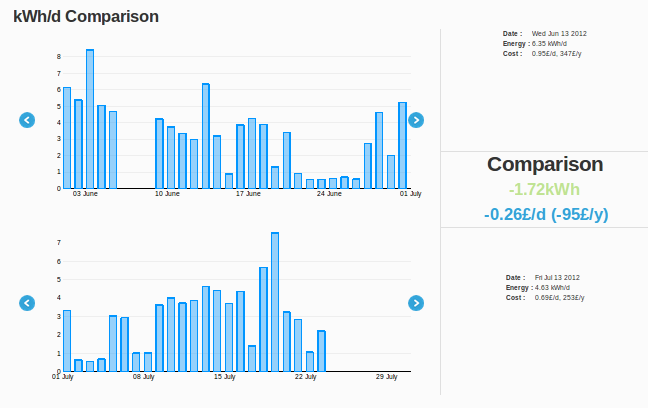 kWh/d Comparison
8
7
6
5
4
3
2
1
0
03 June
10 June
17 June
24 June
01 July
7
6
5
4
3
2
1
0
01 July
08 July
15 July
22 July
29 July
Date : Wed Jun 13 2012
Energy : 6.35 kWh/d
Cost : 0.95£/d, 347£/y
Comparison
-1.72kWh
-0.26£/d (-95£/y)
Date : Fri Jul 13 2012
Energy : 4.63 kWh/d
Cost : 0.69£/d, 253£/y